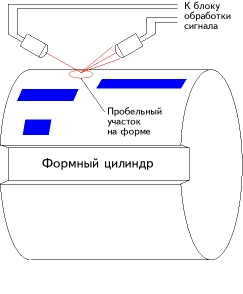 К блоку
обработки
сигнала
Пробельный
участок
на форме
Формный цилиндр